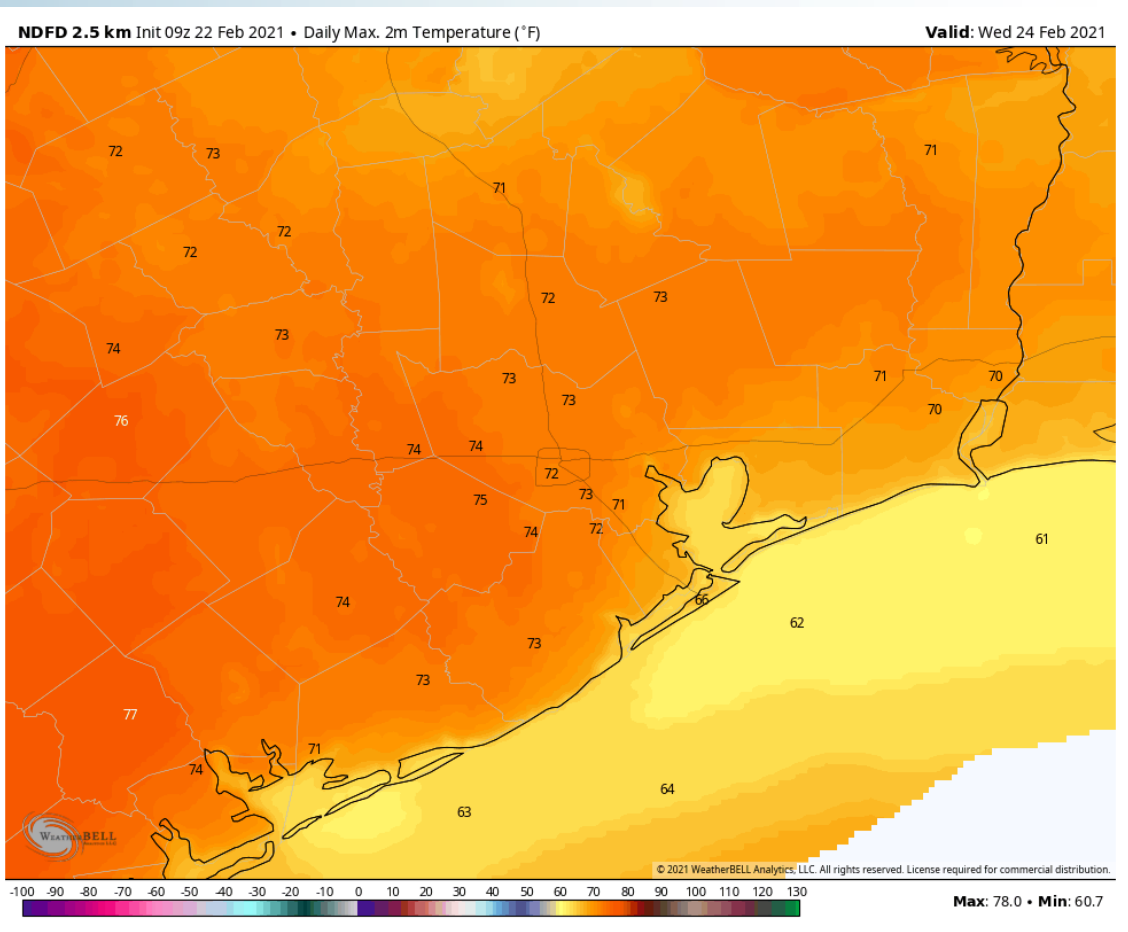 NDFD 2.5 km Init 09z 22 Feb 2021 • Daily Max. 2m Temperature (°F) Valid: Wed 24 Feb 2021
72 73 71
71
72
72
72 73
73
74
73 71 70
73 70
76
74 74
72
75 73 71
74 72 61
66
74 62
73
73
77
71
74
64
63
WEATHERBELL
© 2021 WeatherBELL Analytics, LLC. All rights reserved. License required for commercial distribution.
-100 -90 -80 -70 -60 -50 -40 -30 -20 -10 0 10 20 30 40 50 60 70 80 90 100 110 120 130
Max: 78.0 • Min: 60.7